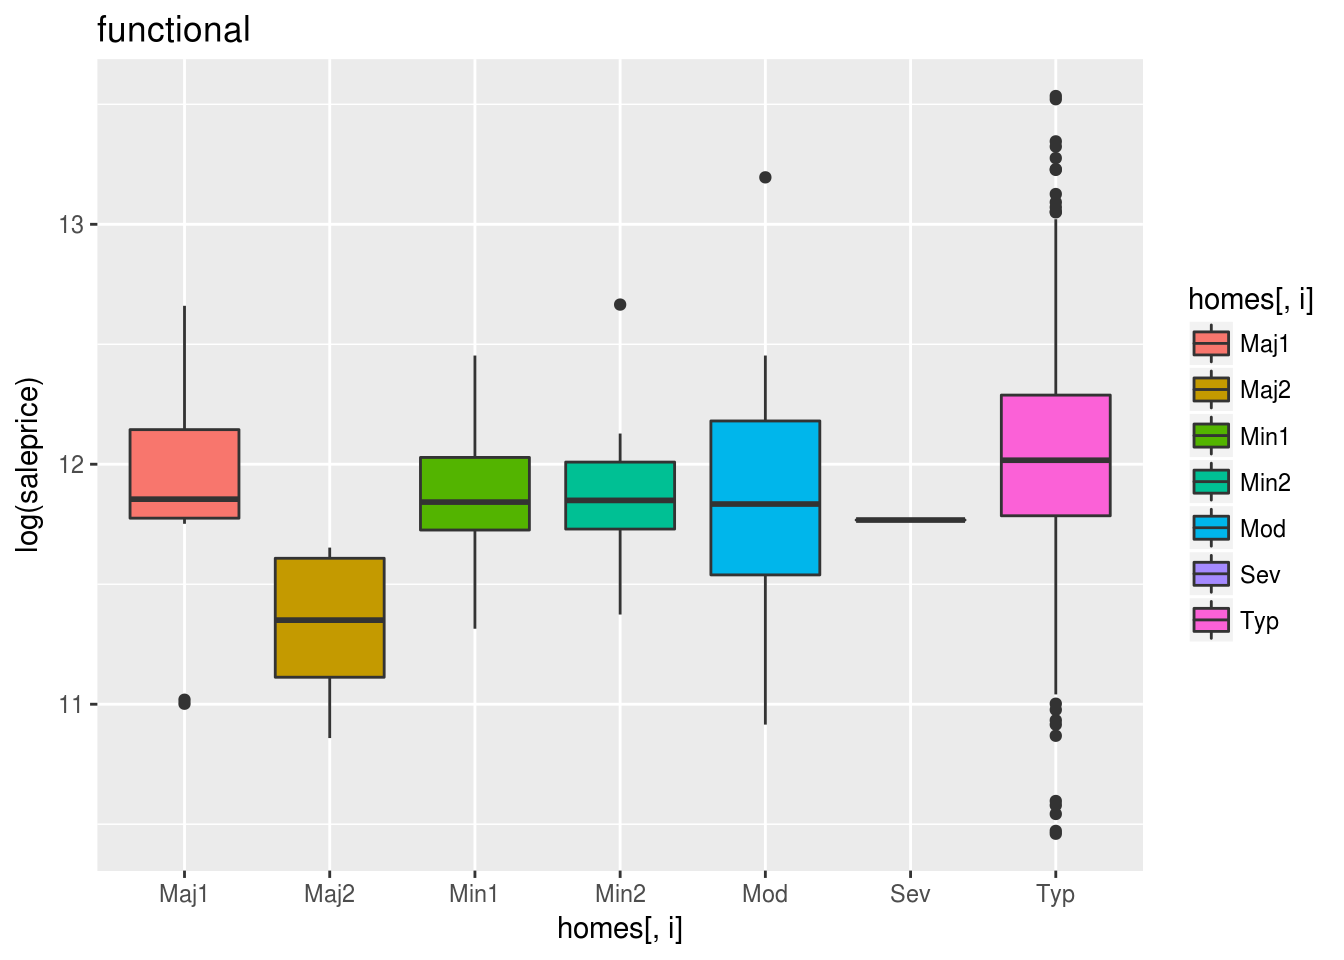 functional
log(saleprice)
13
12
11
Maj1 Maj2 Min1 Min2 Mod Sev Typ
homes[, i]
homes[, i]
Maj1
Maj2
Min1
Min2
Mod
Sev
Typ